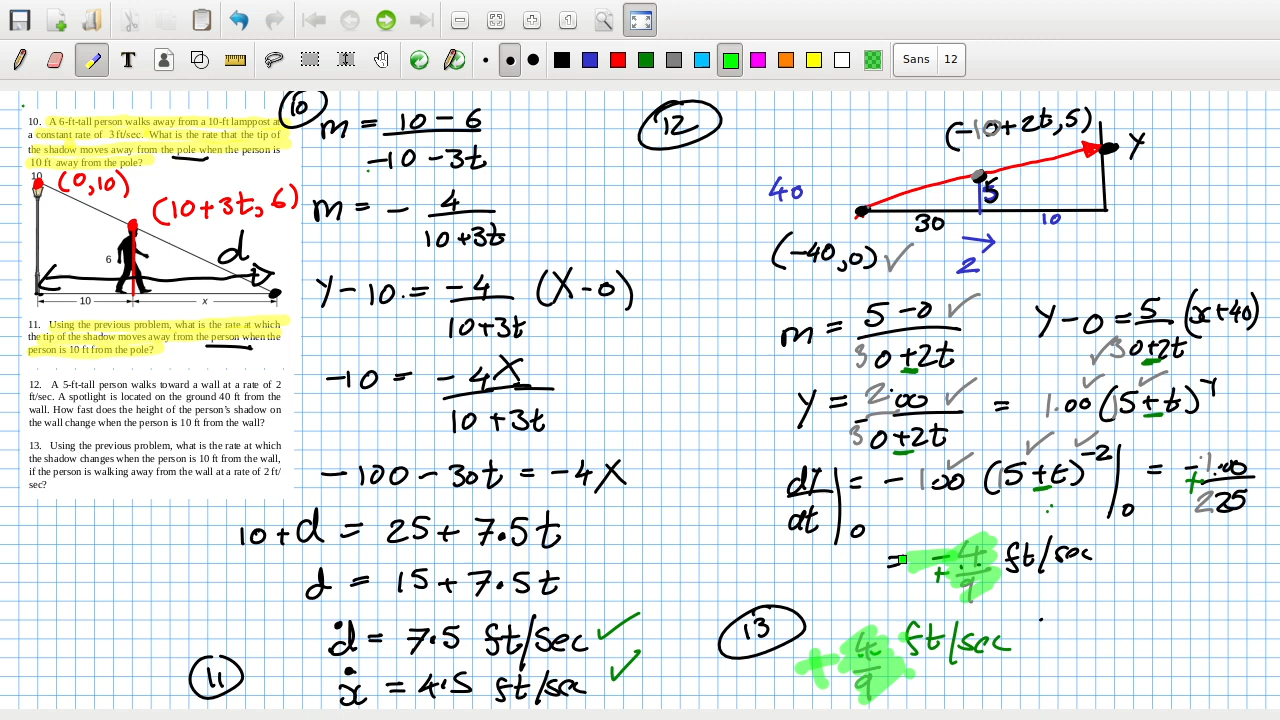 Sans 12
10. A 6-ft-tall person walks away from a 10-ft lamppost at
a constant rate of 3 ft/sec. What is the rate that the tip of
the shadow moves away from the pole when the person is
10 ft away from the pole?
10
(0,10)
(10+3t, 6)
6
d
10
x
11. Using the previous problem, what is the rate at which
the tip of the shadow moves away from the person when the
person is 10 ft from the pole?
12. A 5-ft-tall person walks toward a wall at a rate of 2
ft/sec. A spotlight is located on the ground 40 ft from the
wall. How fast does the height of the person's shadow on
the wall change when the person is 10 ft from the wall?
13. Using the previous problem, what is the rate at which
the shadow changes when the person is 10 ft from the wall,
if the person is walking away from the wall at a rate of 2 ft/
sec?
10
m = 10 - 6 / -10 - 3t
m = - 4 / 10+3t
Y - 10 = -4 / 10+3t (X-0)
-10 = -4X / 10+3t
-100 - 30t = -4X
10+d = 25 + 7.5t
d = 15 + 7.5t
ḋ = 7.5 ft/sec ✓
11
ẋ = 4.5 ft/sec ✓
12
(-10+2t, 5)
Y
40
5
30
10
(-40,0) ✓
2
m = 5-0 / 30+2t
Y - 0 = 5 / 30+2t (x+40)
Y = 200 / 30+2t = 100 (15+t)⁻¹
dY/dt |₀ = -100 (15+t)⁻² |₀ = -100 / 225
= - 4/9 ft/sec
13
+ 4/9 ft/sec